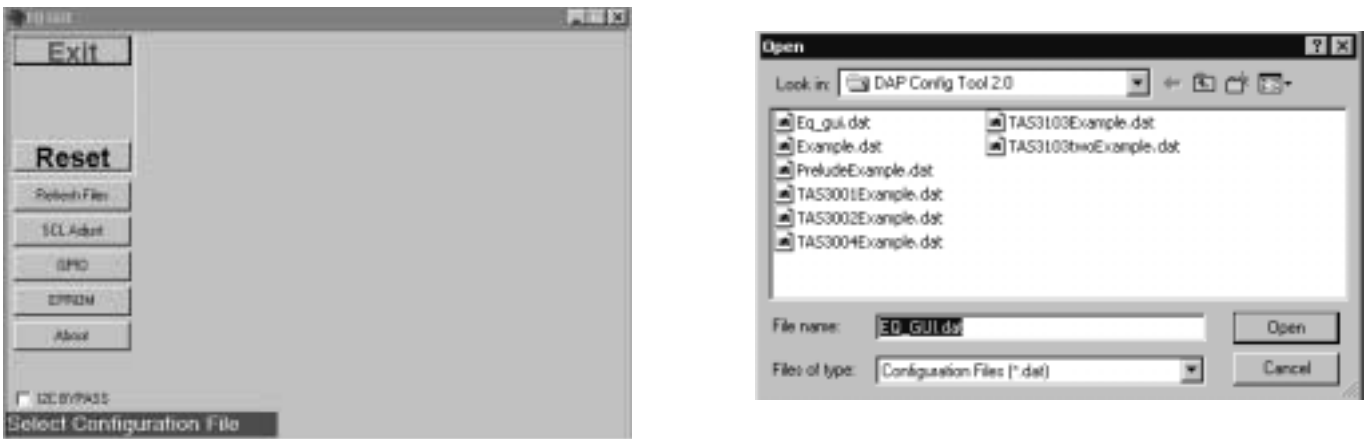 EQ GUI
Exit
Reset
Refresh Files
SCL Adjust
GPIO
EPROM
About
I2C BYPASS
Select Configuration File
Open
Look in: DAP Config Tool 2.0
Eq_gui.dat
Example.dat
PreludeExample.dat
TAS3001Example.dat
TAS3002Example.dat
TAS3004Example.dat
TAS3103Example.dat
TAS3103twoExample.dat
File name: EQ_GUI.dat
Open
Files of type: Configuration Files (*.dat)
Cancel